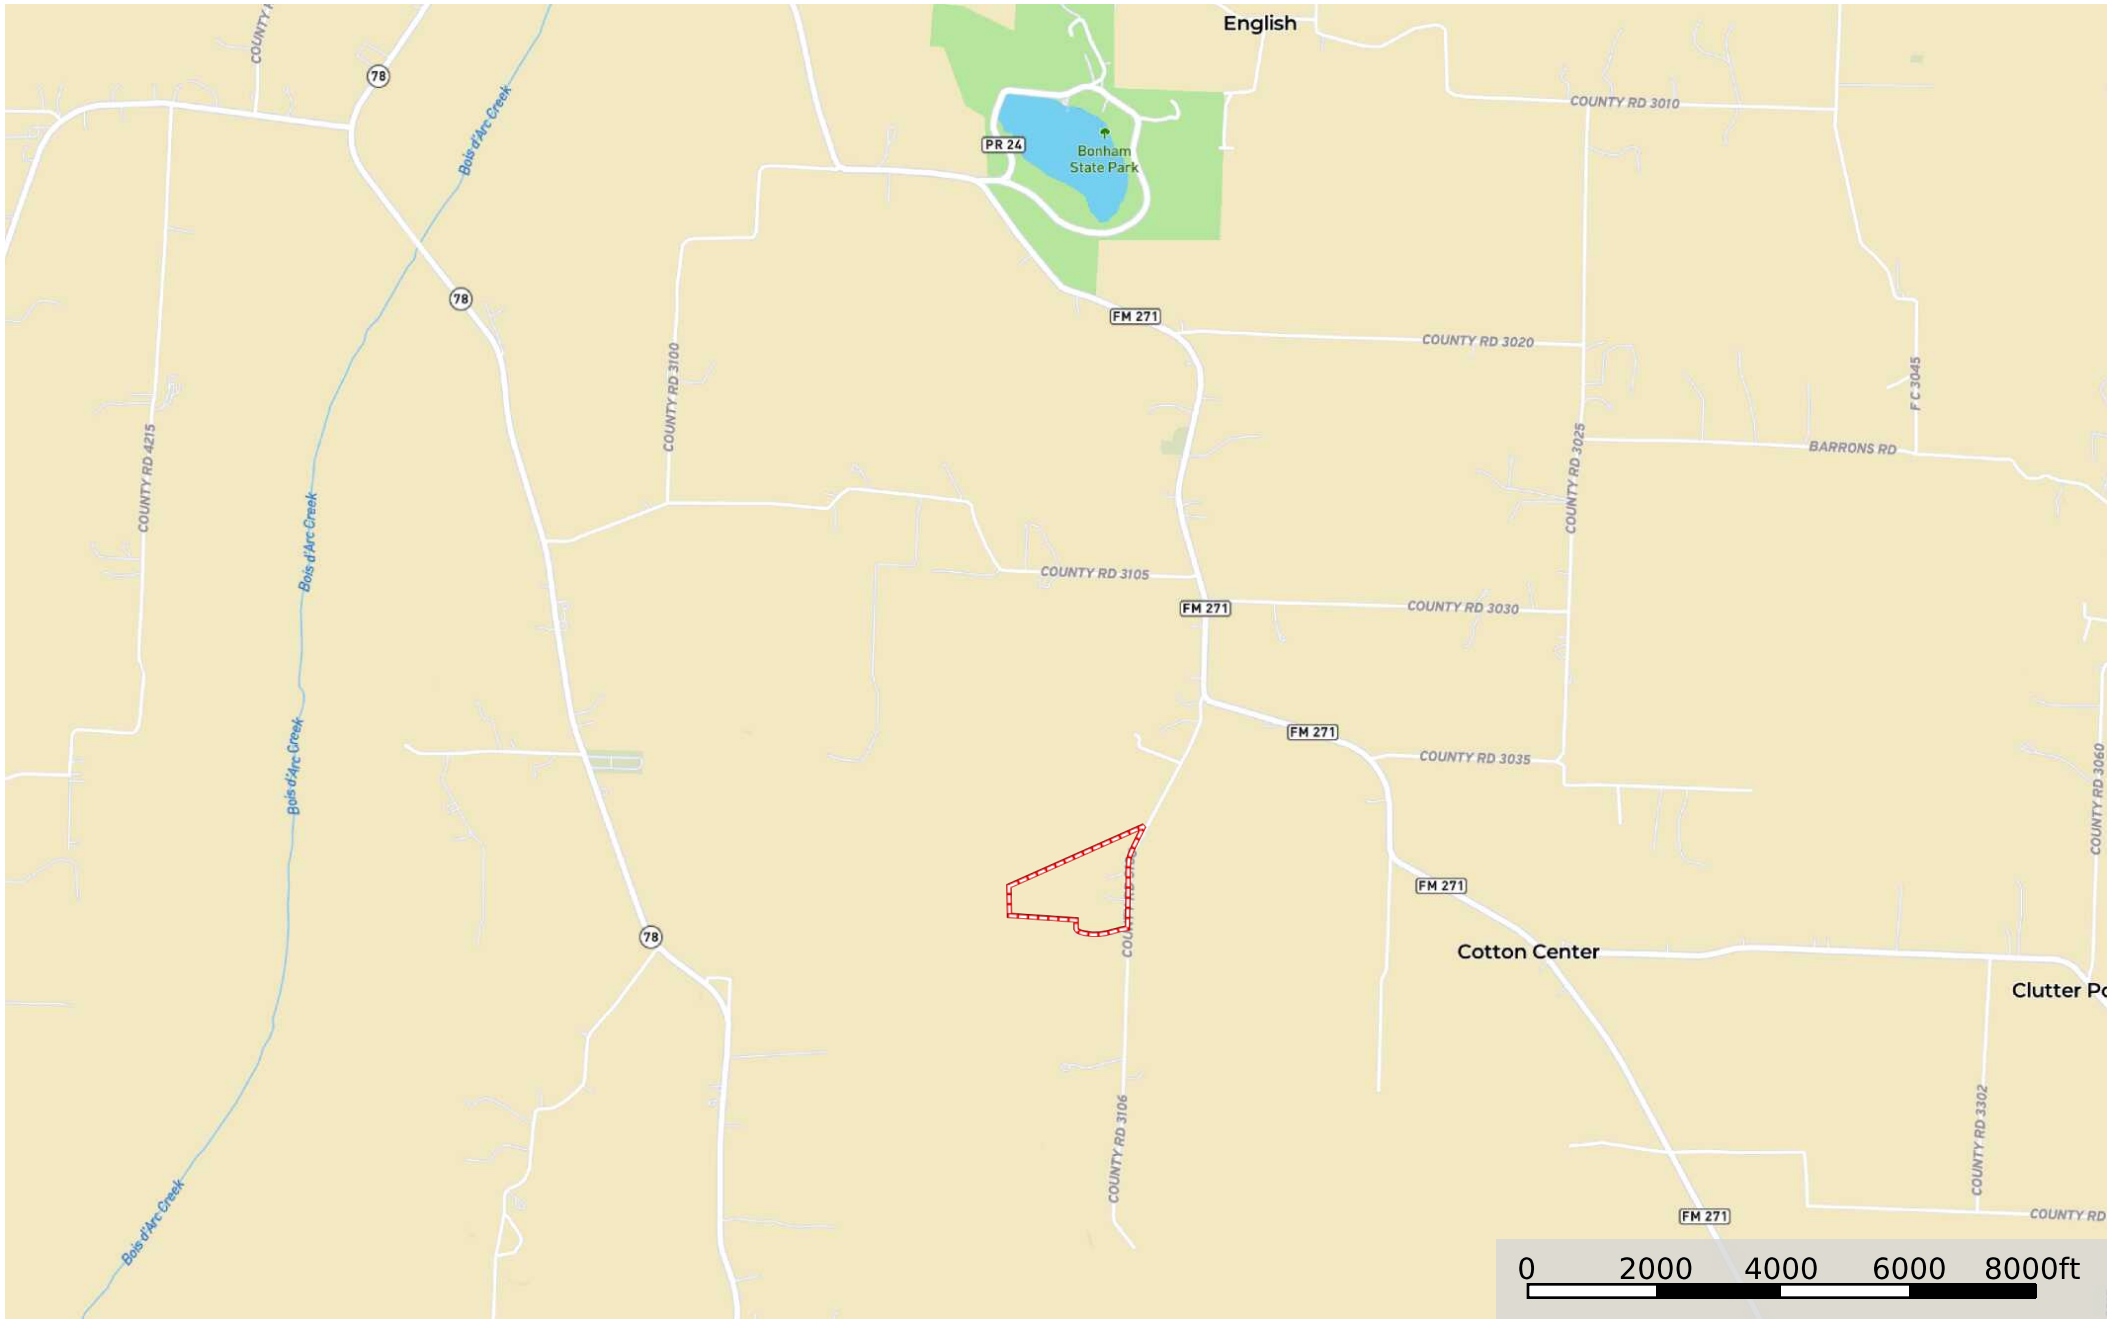 English
COUNTY R
78
Bois d'Arc Creek
COUNTY RD 3010
PR 24
Bonham
State Park
78
FM 271
COUNTY RD 3020
COUNTY RD 3100
F C 3045
COUNTY RD 4215
COUNTY RD 3025
BARRONS RD
Bois d'Arc Creek
COUNTY RD 3105
FM 271
COUNTY RD 3030
Bois d'Arc Creek
FM 271
COUNTY RD 3035
COUNTY RD 3060
FM 271
78
Cotton Center
Clutter Po
COUNTY RD 3106
COUNTY RD 3302
Bois d'Arc Creek
FM 271
COUNTY RD
0 2000 4000 6000 8000ft